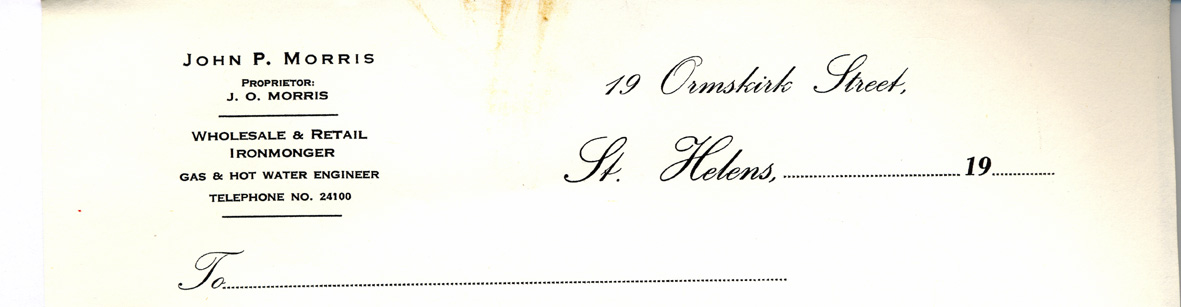 JOHN P. MORRIS
PROPRIETOR:
J. O. MORRIS
WHOLESALE & RETAIL
IRONMONGER
GAS & HOT WATER ENGINEER
TELEPHONE NO. 24100
19 Ormskirk Street,
St. Helens, 19
To